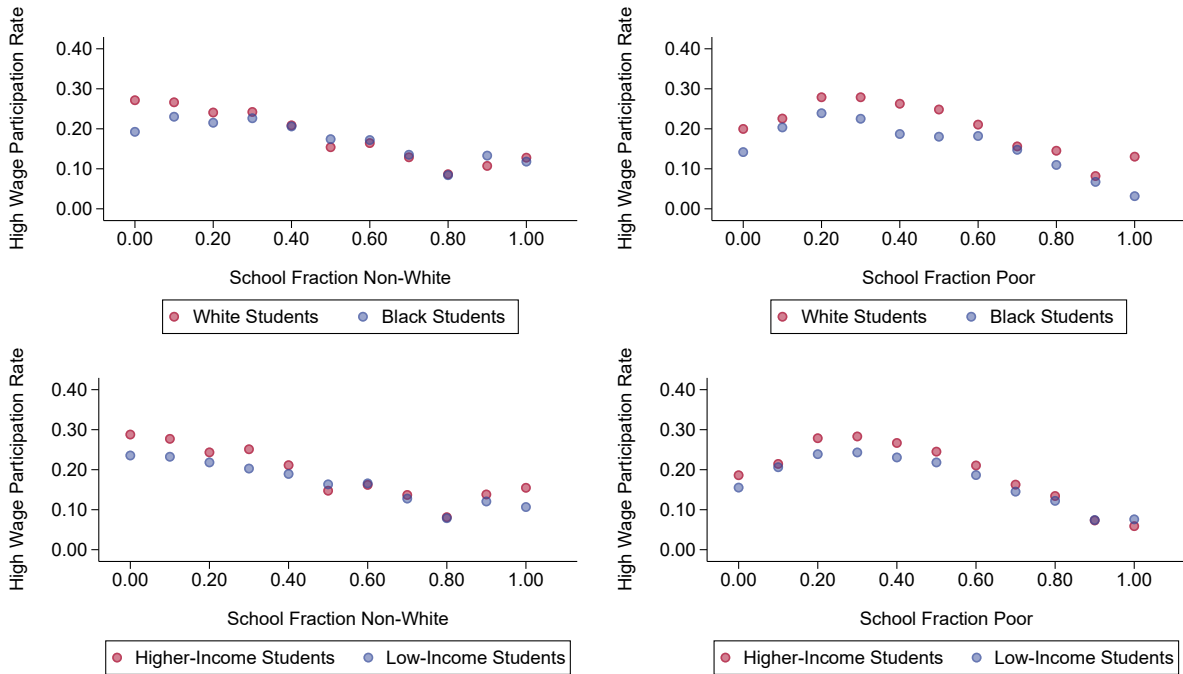 High Wage Participation Rate
0.40
0.30
0.20
0.10
0.00
0.00 0.20 0.40 0.60 0.80 1.00
School Fraction Non-White
White Students Black Students
High Wage Participation Rate
0.40
0.30
0.20
0.10
0.00
0.00 0.20 0.40 0.60 0.80 1.00
School Fraction Poor
White Students Black Students
High Wage Participation Rate
0.40
0.30
0.20
0.10
0.00
0.00 0.20 0.40 0.60 0.80 1.00
School Fraction Non-White
Higher-Income Students Low-Income Students
High Wage Participation Rate
0.40
0.30
0.20
0.10
0.00
0.00 0.20 0.40 0.60 0.80 1.00
School Fraction Poor
Higher-Income Students Low-Income Students